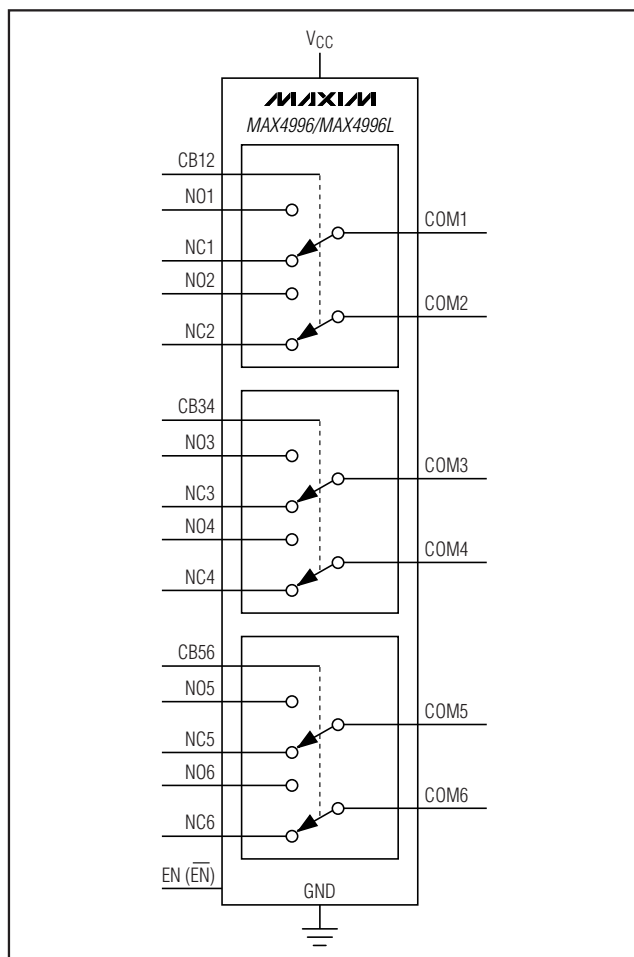 VCC
MAXIM
MAX4996/MAX4996L
CB12
NO1
COM1
NC1
NO2
COM2
NC2
CB34
NO3
COM3
NC3
NO4
COM4
NC4
CB56
NO5
COM5
NC5
NO6
COM6
NC6
EN (E̅N̅)
GND